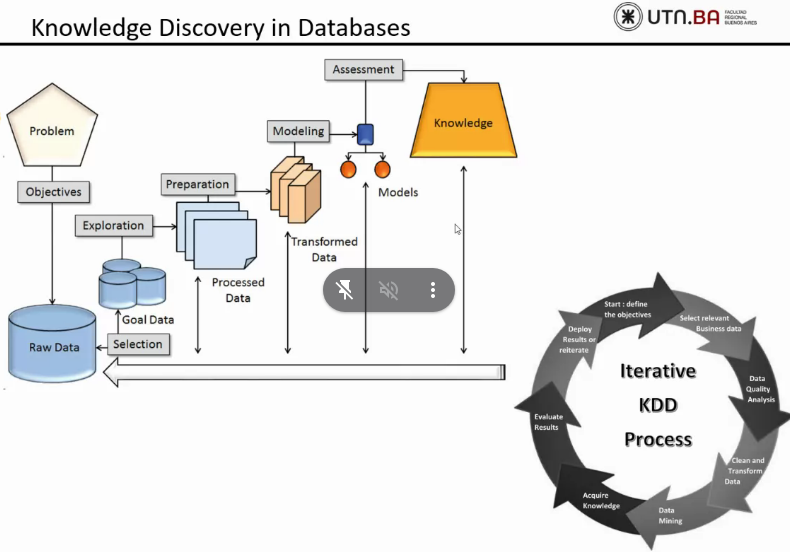 Knowledge Discovery in Databases
UTN.BA
FACULTAD
REGIONAL
BUENOS AIRES
Assessment
Problem
Knowledge
Modeling
Preparation
Objectives
Models
Exploration
Transformed
Data
Processed
Data
Goal Data
Raw Data
Selection
Start : define
the objectives
Select relevant
Business data
Data
Quality
Analysis
Clean and
Transform
Data
Data
Mining
Acquire
Knowledge
Evaluate
Results
Deploy
Results or
reiterate
Iterative
KDD
Process